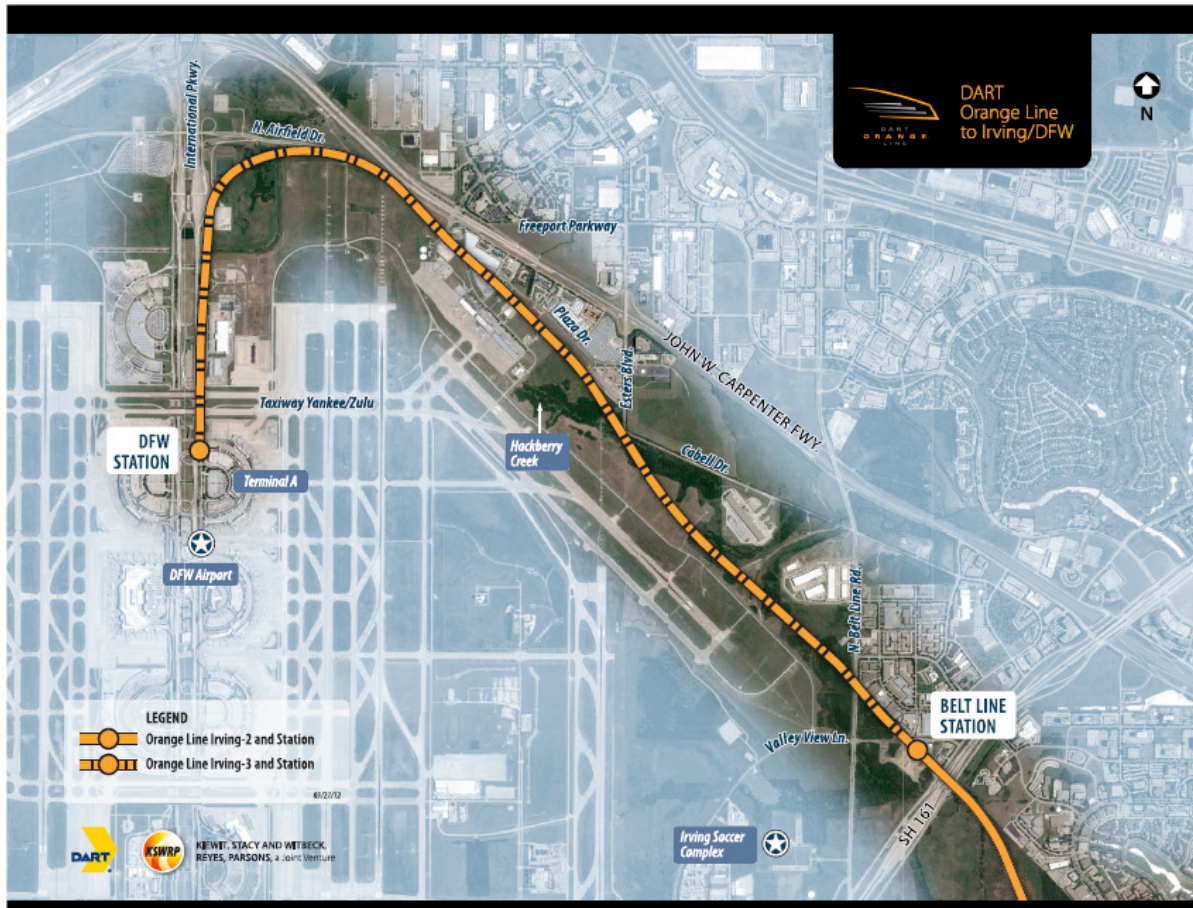 DART
ORANGE
LINE
DART
Orange Line
to Irving/DFW
N
International Pkwy.
N. Airfield Dr.
Freeport Parkway
Plaza Dr.
Esters Blvd.
JOHN W. CARPENTER FWY.
Taxiway Yankee/Zulu
DFW
STATION
Terminal A
Hackberry
Creek
Cabell Dr.
DFW Airport
N. Belt Line Rd.
BELT LINE
STATION
Valley View Ln.
SH 161
Irving Soccer
Complex
LEGEND
Orange Line Irving-2 and Station
Orange Line Irving-3 and Station
DART
KSWRP
KIEWIT, STACY AND WITBECK,
REYES, PARSONS, a Joint Venture